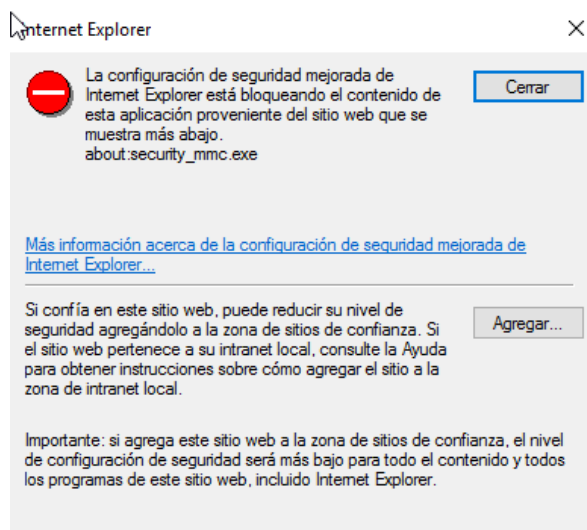 Internet Explorer
La configuración de seguridad mejorada de
Internet Explorer está bloqueando el contenido de
esta aplicación proveniente del sitio web que se
muestra más abajo.
about:security_mmc.exe
Cerrar
Más información acerca de la configuración de seguridad mejorada de
Internet Explorer...
Si confía en este sitio web, puede reducir su nivel de
seguridad agregándolo a la zona de sitios de confianza. Si
el sitio web pertenece a su intranet local, consulte la Ayuda
para obtener instrucciones sobre cómo agregar el sitio a la
zona de intranet local.
Agregar...
Importante: si agrega este sitio web a la zona de sitios de confianza, el nivel
de configuración de seguridad será más bajo para todo el contenido y todos
los programas de este sitio web, incluido Internet Explorer.